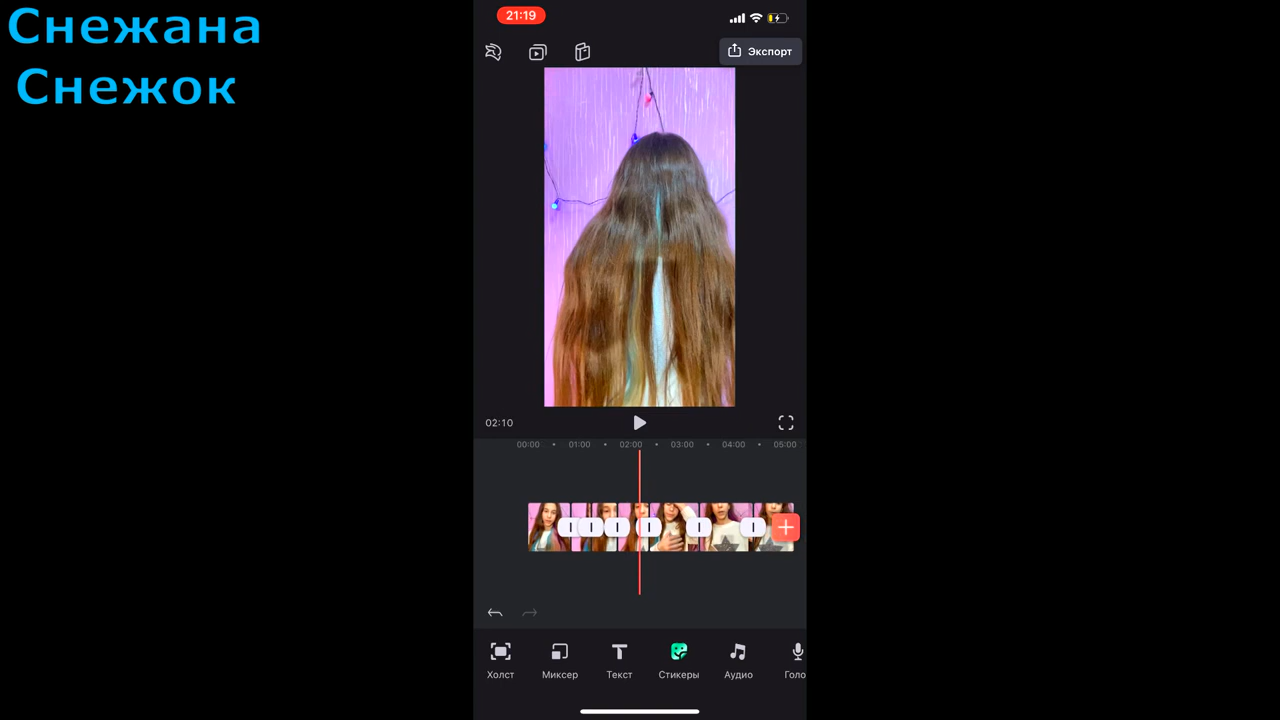 Снежана
Снежок
21:19
Экспорт
02:10
00:00 01:00 02:00 03:00 04:00 05:00
Холст Миксер Текст Стикеры Аудио Голо